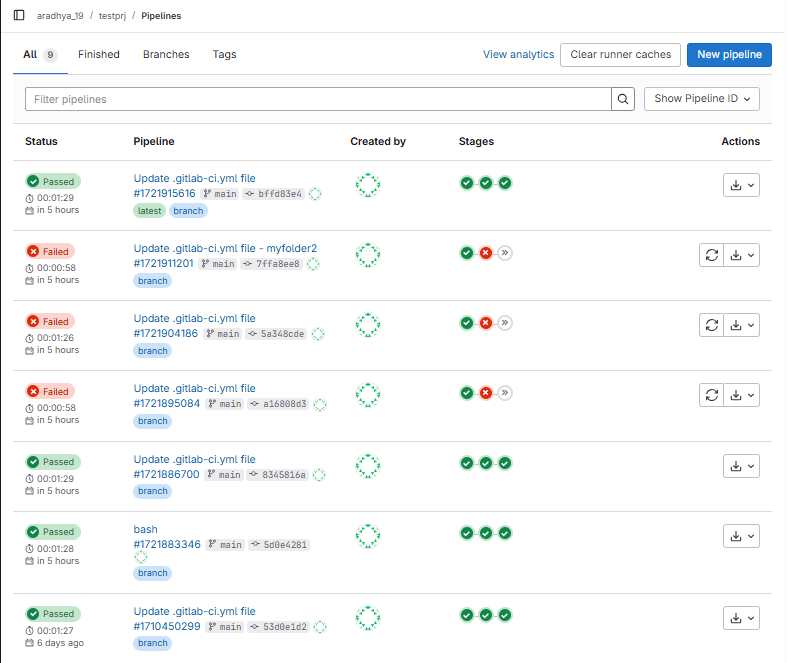 aradhya_19 / testprj / Pipelines
All 9 Finished Branches Tags
View analytics Clear runner caches New pipeline
Filter pipelines Show Pipeline ID
Status Pipeline Created by Stages Actions
Passed Update .gitlab-ci.yml file
00:01:29 #1721915616 main bffd83e4
in 5 hours latest branch
Failed Update .gitlab-ci.yml file - myfolder2
00:00:58 #1721911201 main 7ffa8ee8
in 5 hours branch
Failed Update .gitlab-ci.yml file
00:01:26 #1721904186 main 5a348cde
in 5 hours branch
Failed Update .gitlab-ci.yml file
00:00:58 #1721895084 main a16808d3
in 5 hours branch
Passed Update .gitlab-ci.yml file
00:01:29 #1721886700 main 8345816a
in 5 hours branch
Passed bash
00:01:28 #1721883346 main 5d0e4281
in 5 hours
branch
Passed Update .gitlab-ci.yml file
00:01:27 #1710450299 main 53d0e1d2
6 days ago branch